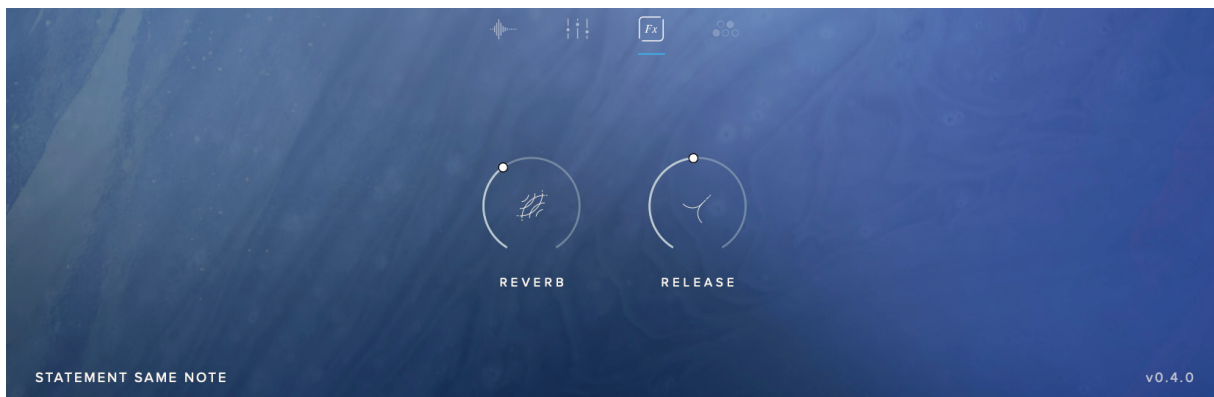 Fx
REVERB
RELEASE
STATEMENT SAME NOTE
v0.4.0